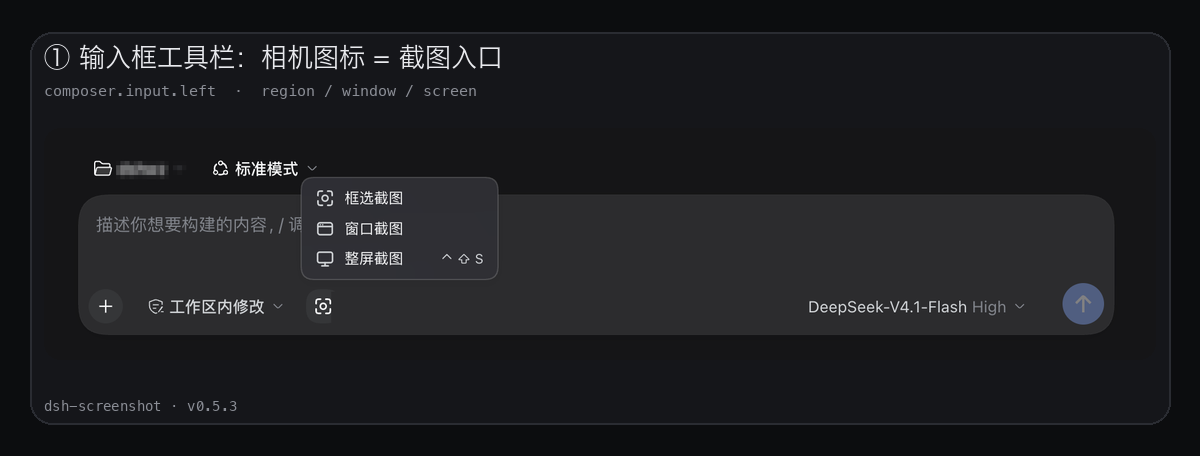 ① 输入框工具栏：相机图标 = 截图入口
composer.input.left · region / window / screen
标准模式
框选截图
描述你想要构建的内容, / 调
窗口截图
整屏截图 ^ ⇧ S
工作区内修改
DeepSeek-V4.1-Flash High
dsh-screenshot · v0.5.3